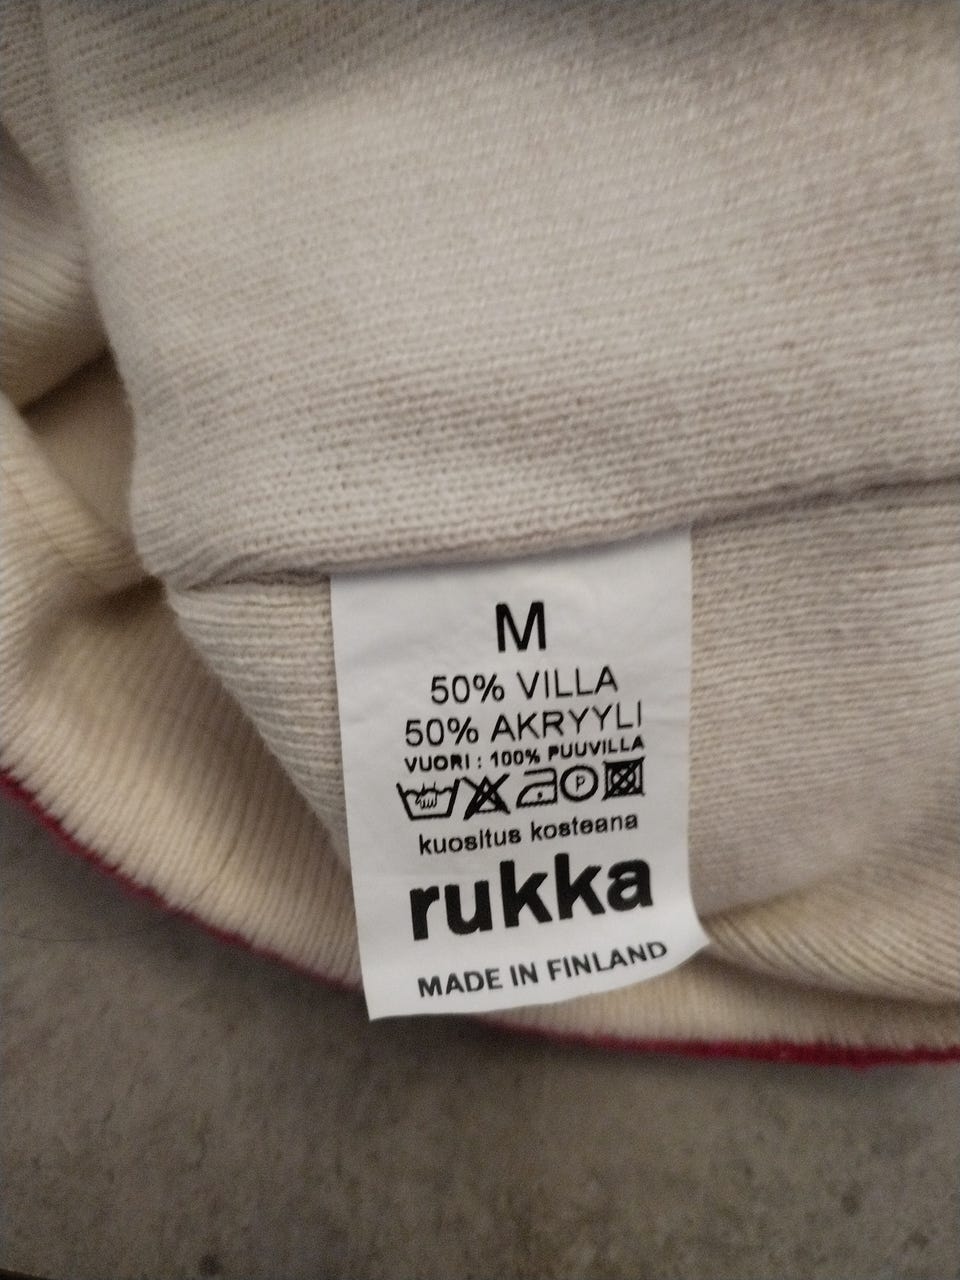 M
50% VILLA
50% AKRYYLI
VUORI : 100% PUUVILLA
P
kuositus kosteana
rukka
MADE IN FINLAND